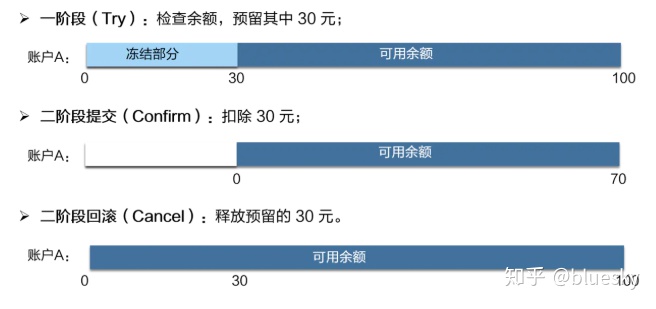 ➢ 一阶段（Try）：检查余额，预留其中 30 元；
账户A： 冻结部分 可用余额
0 30 100
➢ 二阶段提交（Confirm）：扣除 30 元；
账户A： 可用余额
0 70
➢ 二阶段回滚（Cancel）：释放预留的 30 元。
账户A： 可用余额
0 30 100
知乎 @bluesky